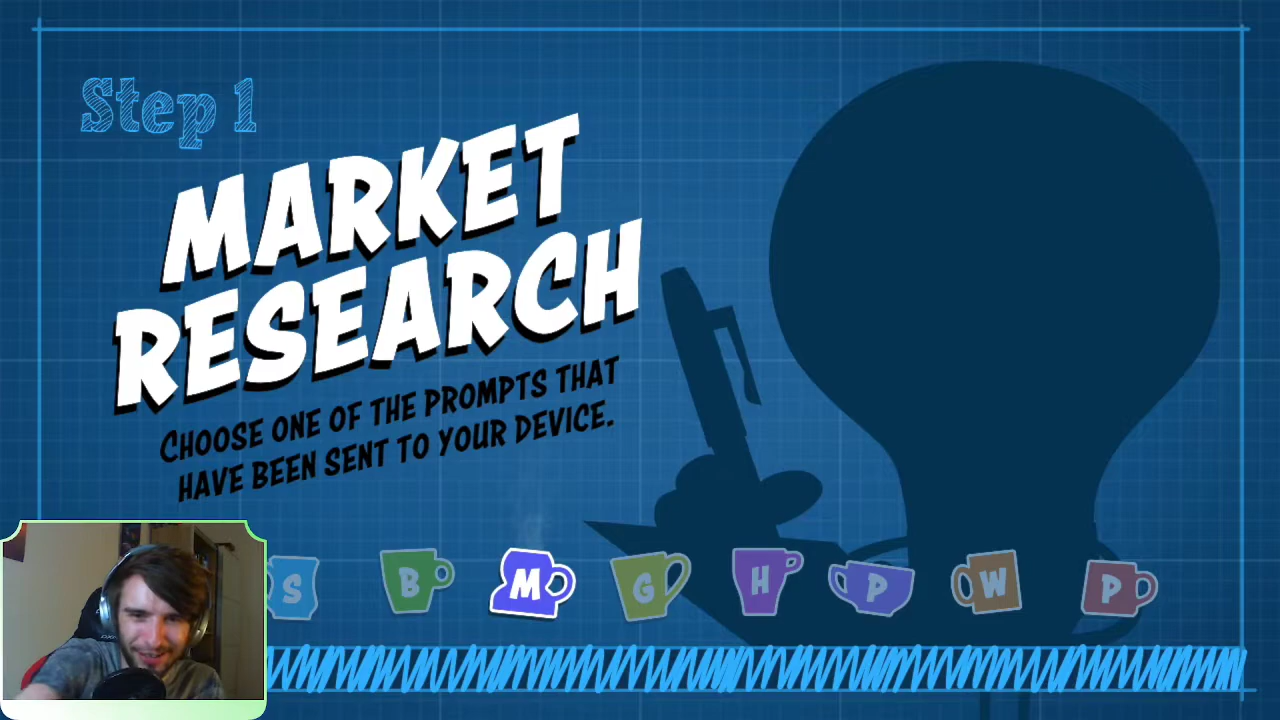 Step 1
MARKET
RESEARCH
CHOOSE ONE OF THE PROMPTS THAT
HAVE BEEN SENT TO YOUR DEVICE.
S B M G H P W P